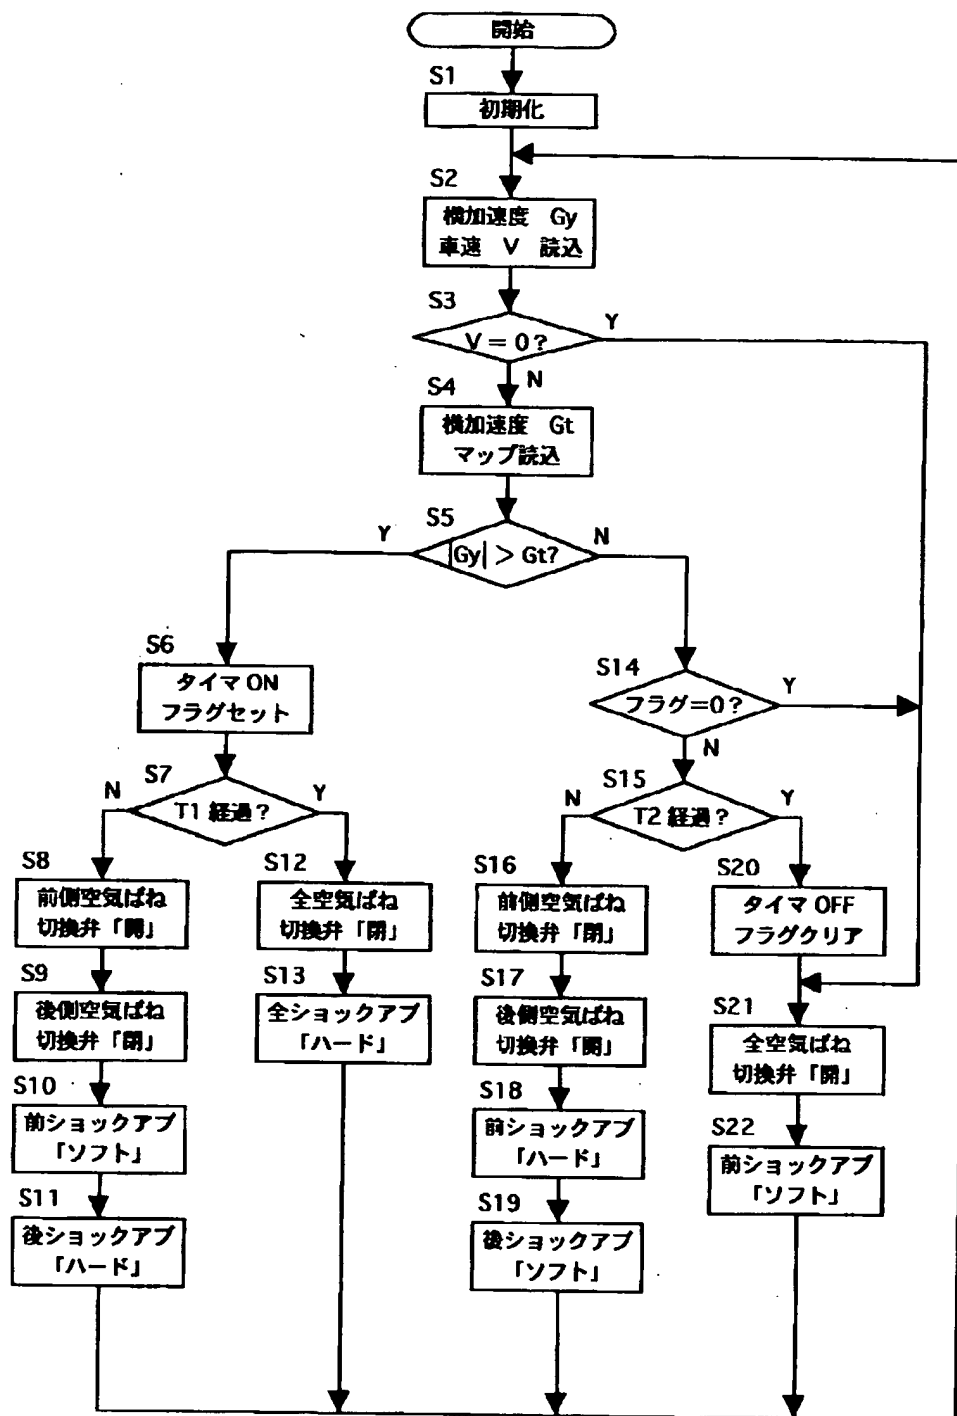 開始
S1
初期化
S2
横加速度 Gy
車速 V 読込
S3
V = 0?
Y
N
S4
横加速度 Gt
マップ読込
S5
|Gy| > Gt?
Y
N
S6
タイマ ON
フラグセット
S7
T1 経過?
N
Y
S8
前側空気ばね
切換弁「開」
S9
後側空気ばね
切換弁「閉」
S10
前ショックアブ
「ソフト」
S11
後ショックアブ
「ハード」
S12
全空気ばね
切換弁「閉」
S13
全ショックアブ
「ハード」
S14
フラグ=0?
Y
N
S15
T2 経過?
N
Y
S16
前側空気ばね
切換弁「閉」
S17
後側空気ばね
切換弁「開」
S18
前ショックアブ
「ハード」
S19
後ショックアブ
「ソフト」
S20
タイマ OFF
フラグクリア
S21
全空気ばね
切換弁「開」
S22
前ショックアブ
「ソフト」